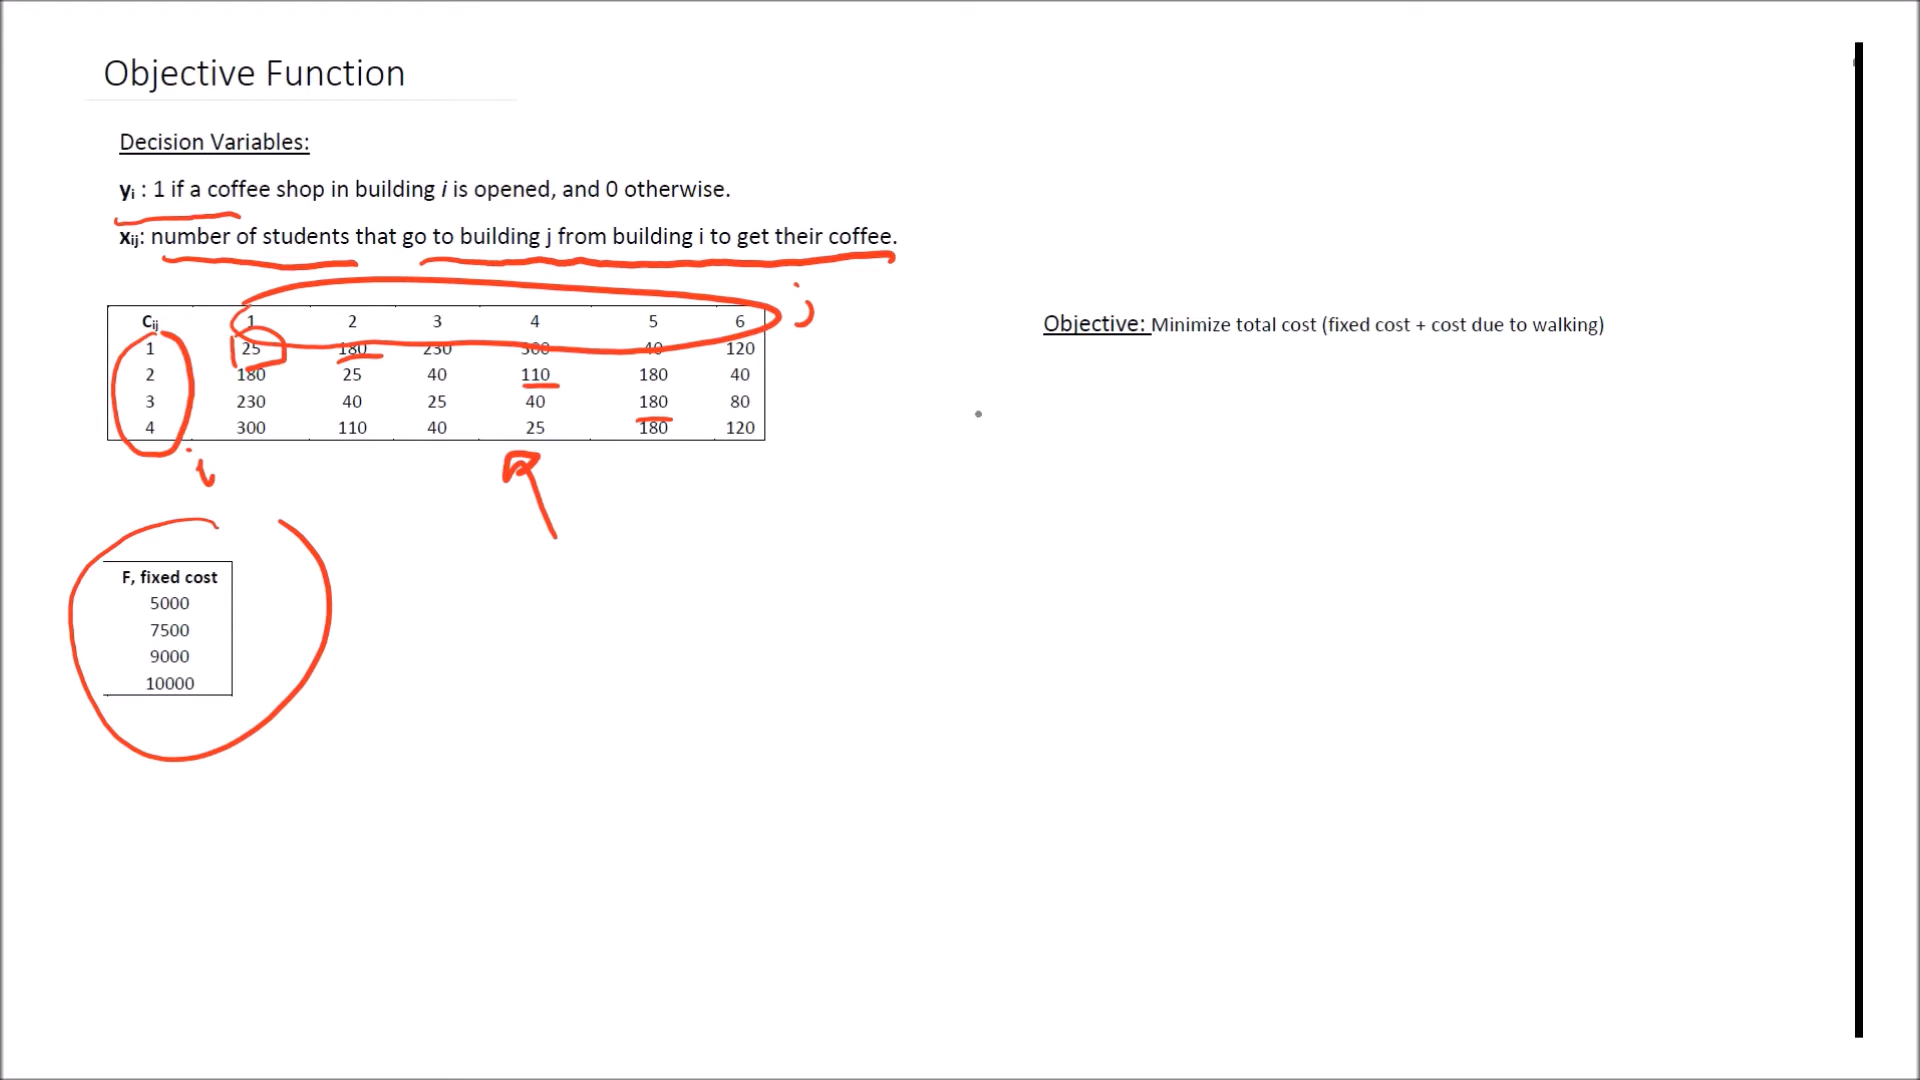 Objective Function
Decision Variables:
yi : 1 if a coffee shop in building i is opened, and 0 otherwise.
xij: number of students that go to building j from building i to get their coffee.
j
Cij 1 2 3 4 5 6
1 25 180 230 300 40 120
2 180 25 40 110 180 40
3 230 40 25 40 180 80
4 300 110 40 25 180 120
i
Objective: Minimize total cost (fixed cost + cost due to walking)
F, fixed cost
5000
7500
9000
10000